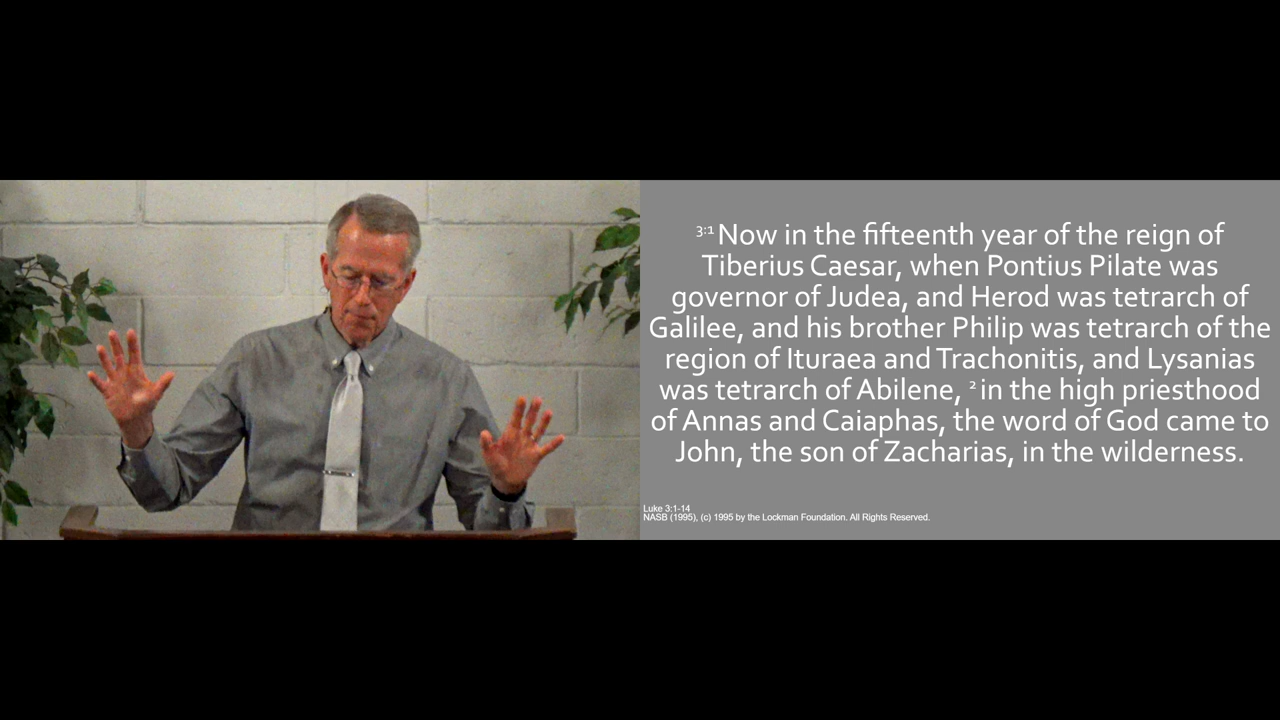 3:1 Now in the fifteenth year of the reign of
Tiberius Caesar, when Pontius Pilate was
governor of Judea, and Herod was tetrarch of
Galilee, and his brother Philip was tetrarch of the
region of Ituraea and Trachonitis, and Lysanias
was tetrarch of Abilene, 2 in the high priesthood
of Annas and Caiaphas, the word of God came to
John, the son of Zacharias, in the wilderness.
Luke 3:1-14
NASB (1995), (c) 1995 by the Lockman Foundation. All Rights Reserved.